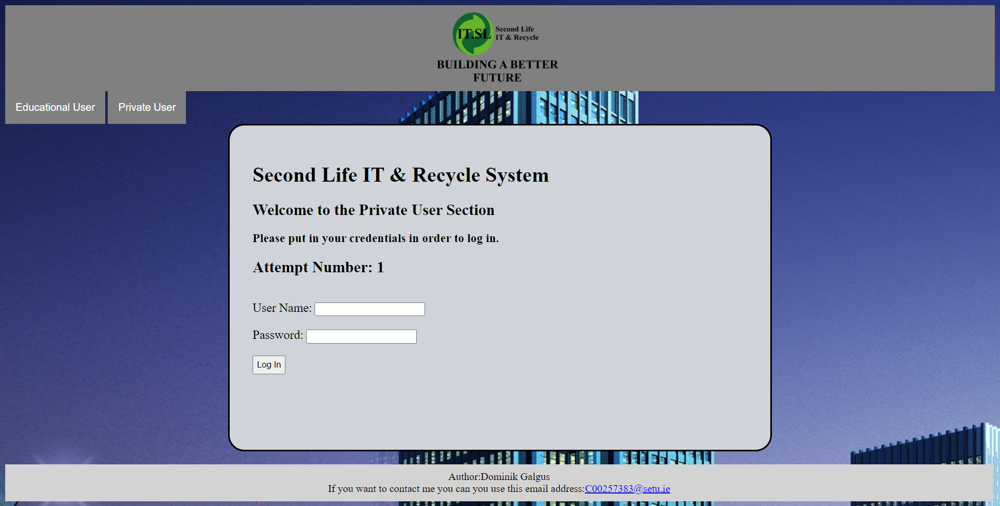 IT.SL
Second Life
IT & Recycle
BUILDING A BETTER
FUTURE
Educational User
Private User
Second Life IT & Recycle System
Welcome to the Private User Section
Please put in your credentials in order to log in.
Attempt Number: 1
User Name:
Password:
Log In
Author:Dominik Galgus
If you want to contact me you can you use this email address:C00257383@setu.ie